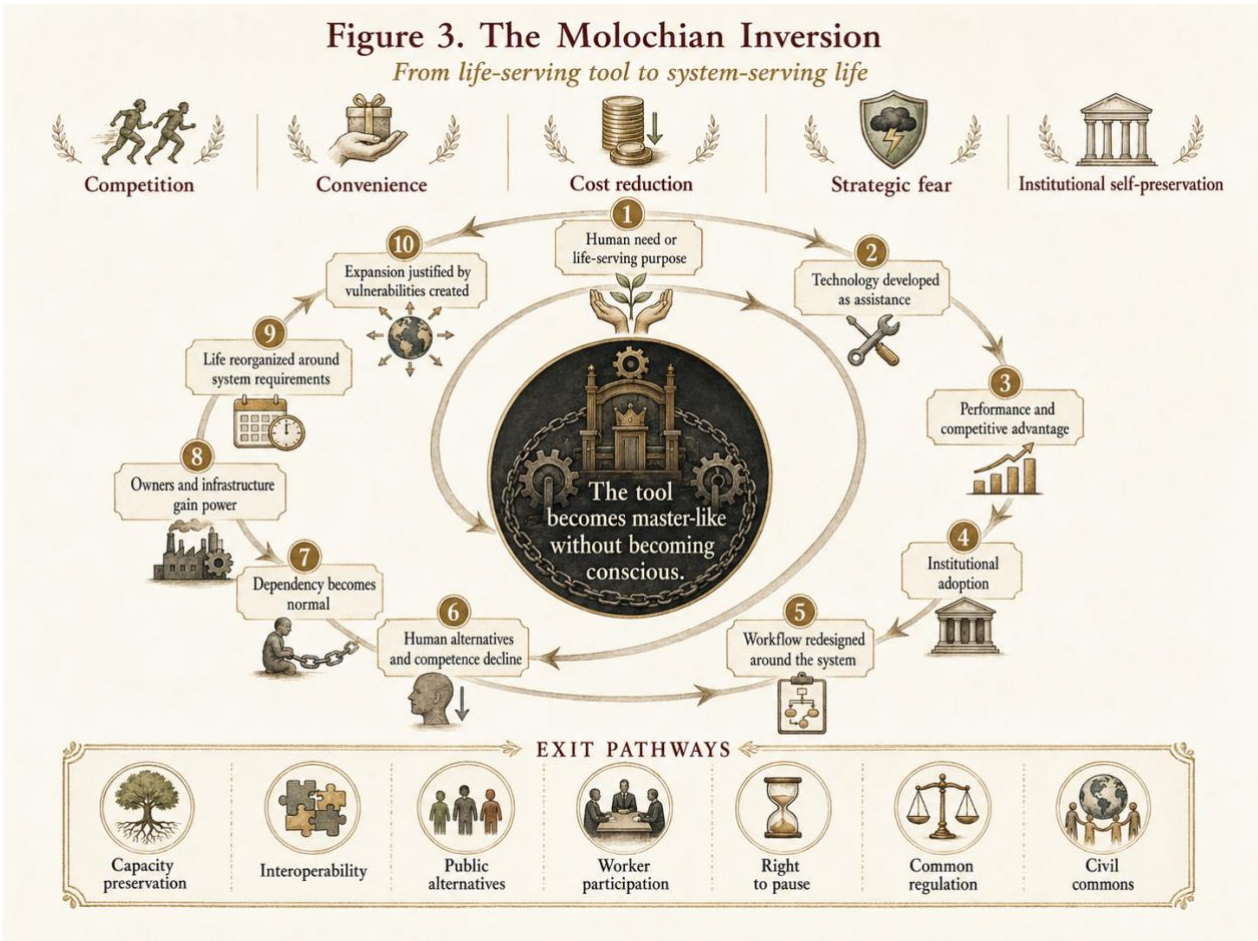 Figure 3. The Molochian Inversion
From life-serving tool to system-serving life
Competition
Convenience
Cost reduction
Strategic fear
Institutional self-preservation
1
Human need or
life-serving purpose
2
Technology developed
as assistance
3
Performance and
competitive advantage
4
Institutional
adoption
5
Workflow redesigned
around the system
6
Human alternatives
and competence decline
7
Dependency becomes
normal
8
Owners and infrastructure
gain power
9
Life reorganized around
system requirements
10
Expansion justified by
vulnerabilities created
The tool
becomes master-like
without becoming
conscious.
EXIT PATHWAYS
Capacity
preservation
Interoperability
Public
alternatives
Worker
participation
Right
to pause
Common
regulation
Civil
commons